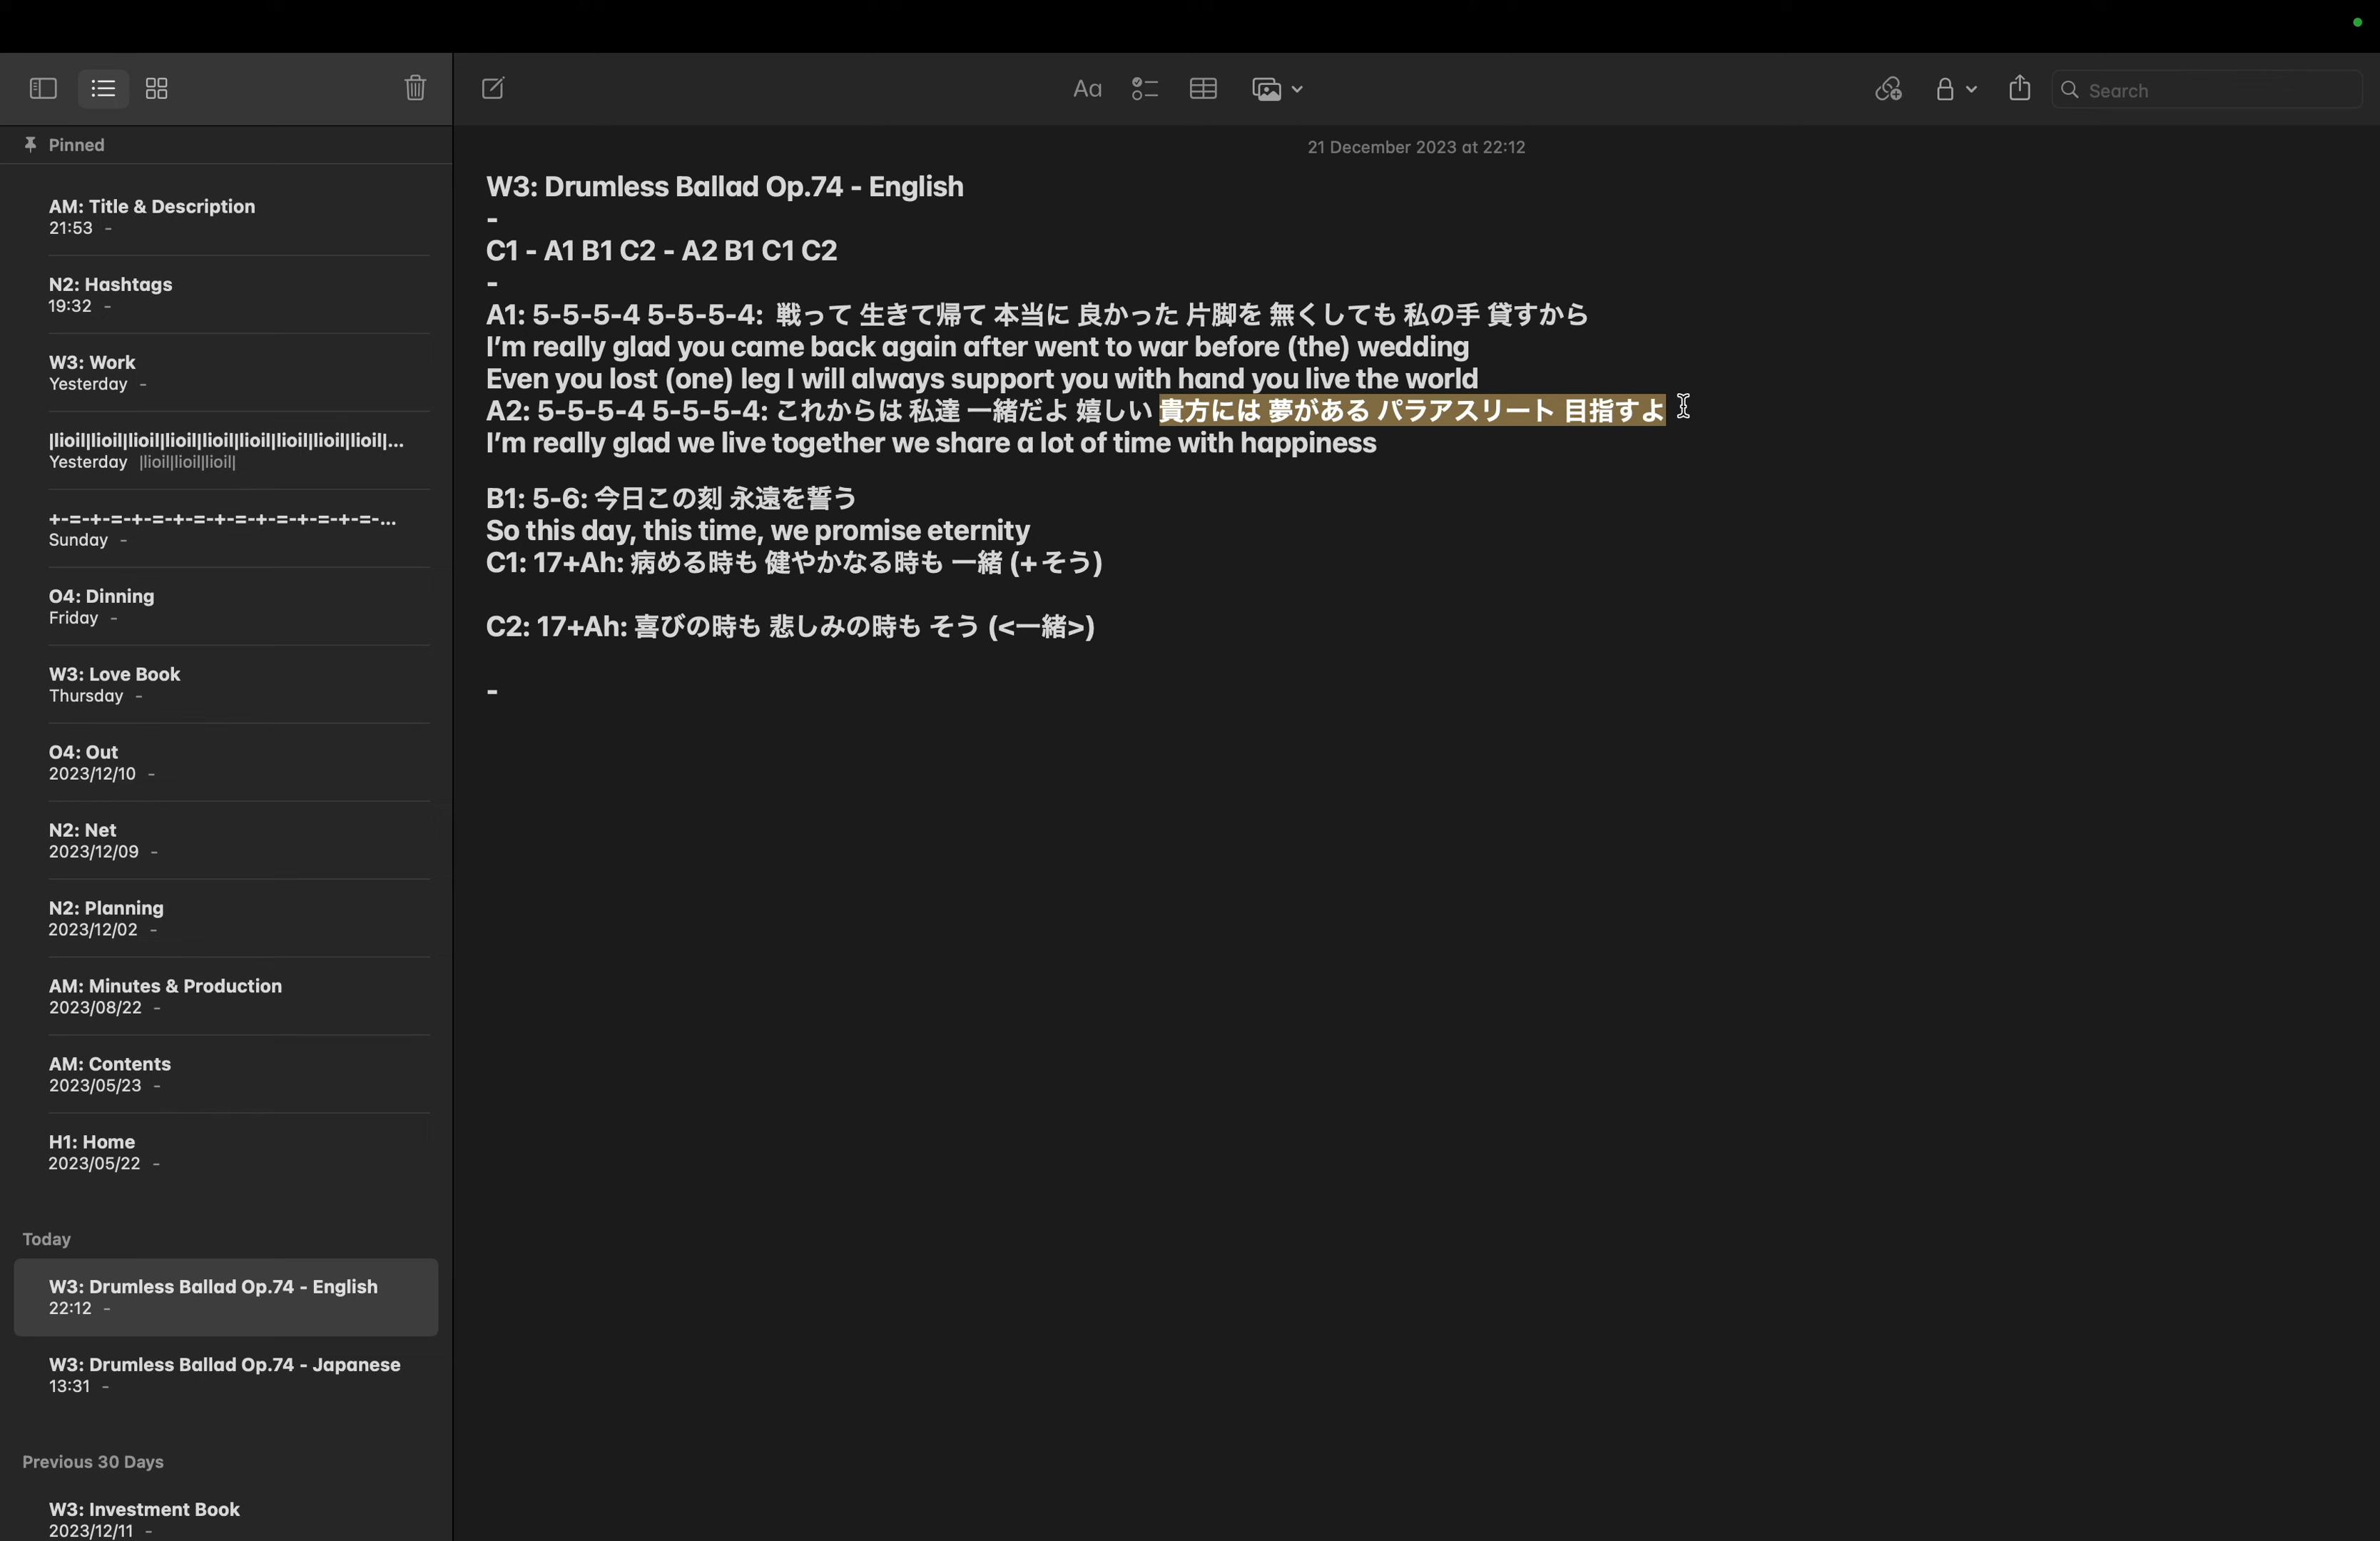 Search
Pinned
AM: Title & Description
21:53 -
N2: Hashtags
19:32 -
W3: Work
Yesterday -
|lioil|lioil|lioil|lioil|lioil|lioil|lioil|lioil|lioil|...
Yesterday |lioil|lioil|lioil|
+-=-+-=-+-=-+-=-+-=-+-=-+-=-+-=-...
Sunday -
O4: Dinning
Friday -
W3: Love Book
Thursday -
O4: Out
2023/12/10 -
N2: Net
2023/12/09 -
N2: Planning
2023/12/02 -
AM: Minutes & Production
2023/08/22 -
AM: Contents
2023/05/23 -
H1: Home
2023/05/22 -
Today
W3: Drumless Ballad Op.74 - English
22:12 -
W3: Drumless Ballad Op.74 - Japanese
13:31 -
Previous 30 Days
W3: Investment Book
2023/12/11 -
Aa
21 December 2023 at 22:12
W3: Drumless Ballad Op.74 - English
-
C1 - A1 B1 C2 - A2 B1 C1 C2
-
A1: 5-5-5-4 5-5-5-4: 戦って 生きて帰て 本当に 良かった 片脚を 無くしても 私の手 貸すから
I'm really glad you came back again after went to war before (the) wedding
Even you lost (one) leg I will always support you with hand you live the world
A2: 5-5-5-4 5-5-5-4: これからは 私達 一緒だよ 嬉しい 貴方には 夢がある パラアスリート 目指すよ
I'm really glad we live together we share a lot of time with happiness
B1: 5-6: 今日この刻 永遠を誓う
So this day, this time, we promise eternity
C1: 17+Ah: 病める時も 健やかなる時も 一緒 (+そう)
C2: 17+Ah: 喜びの時も 悲しみの時も そう (<一緒>)
-